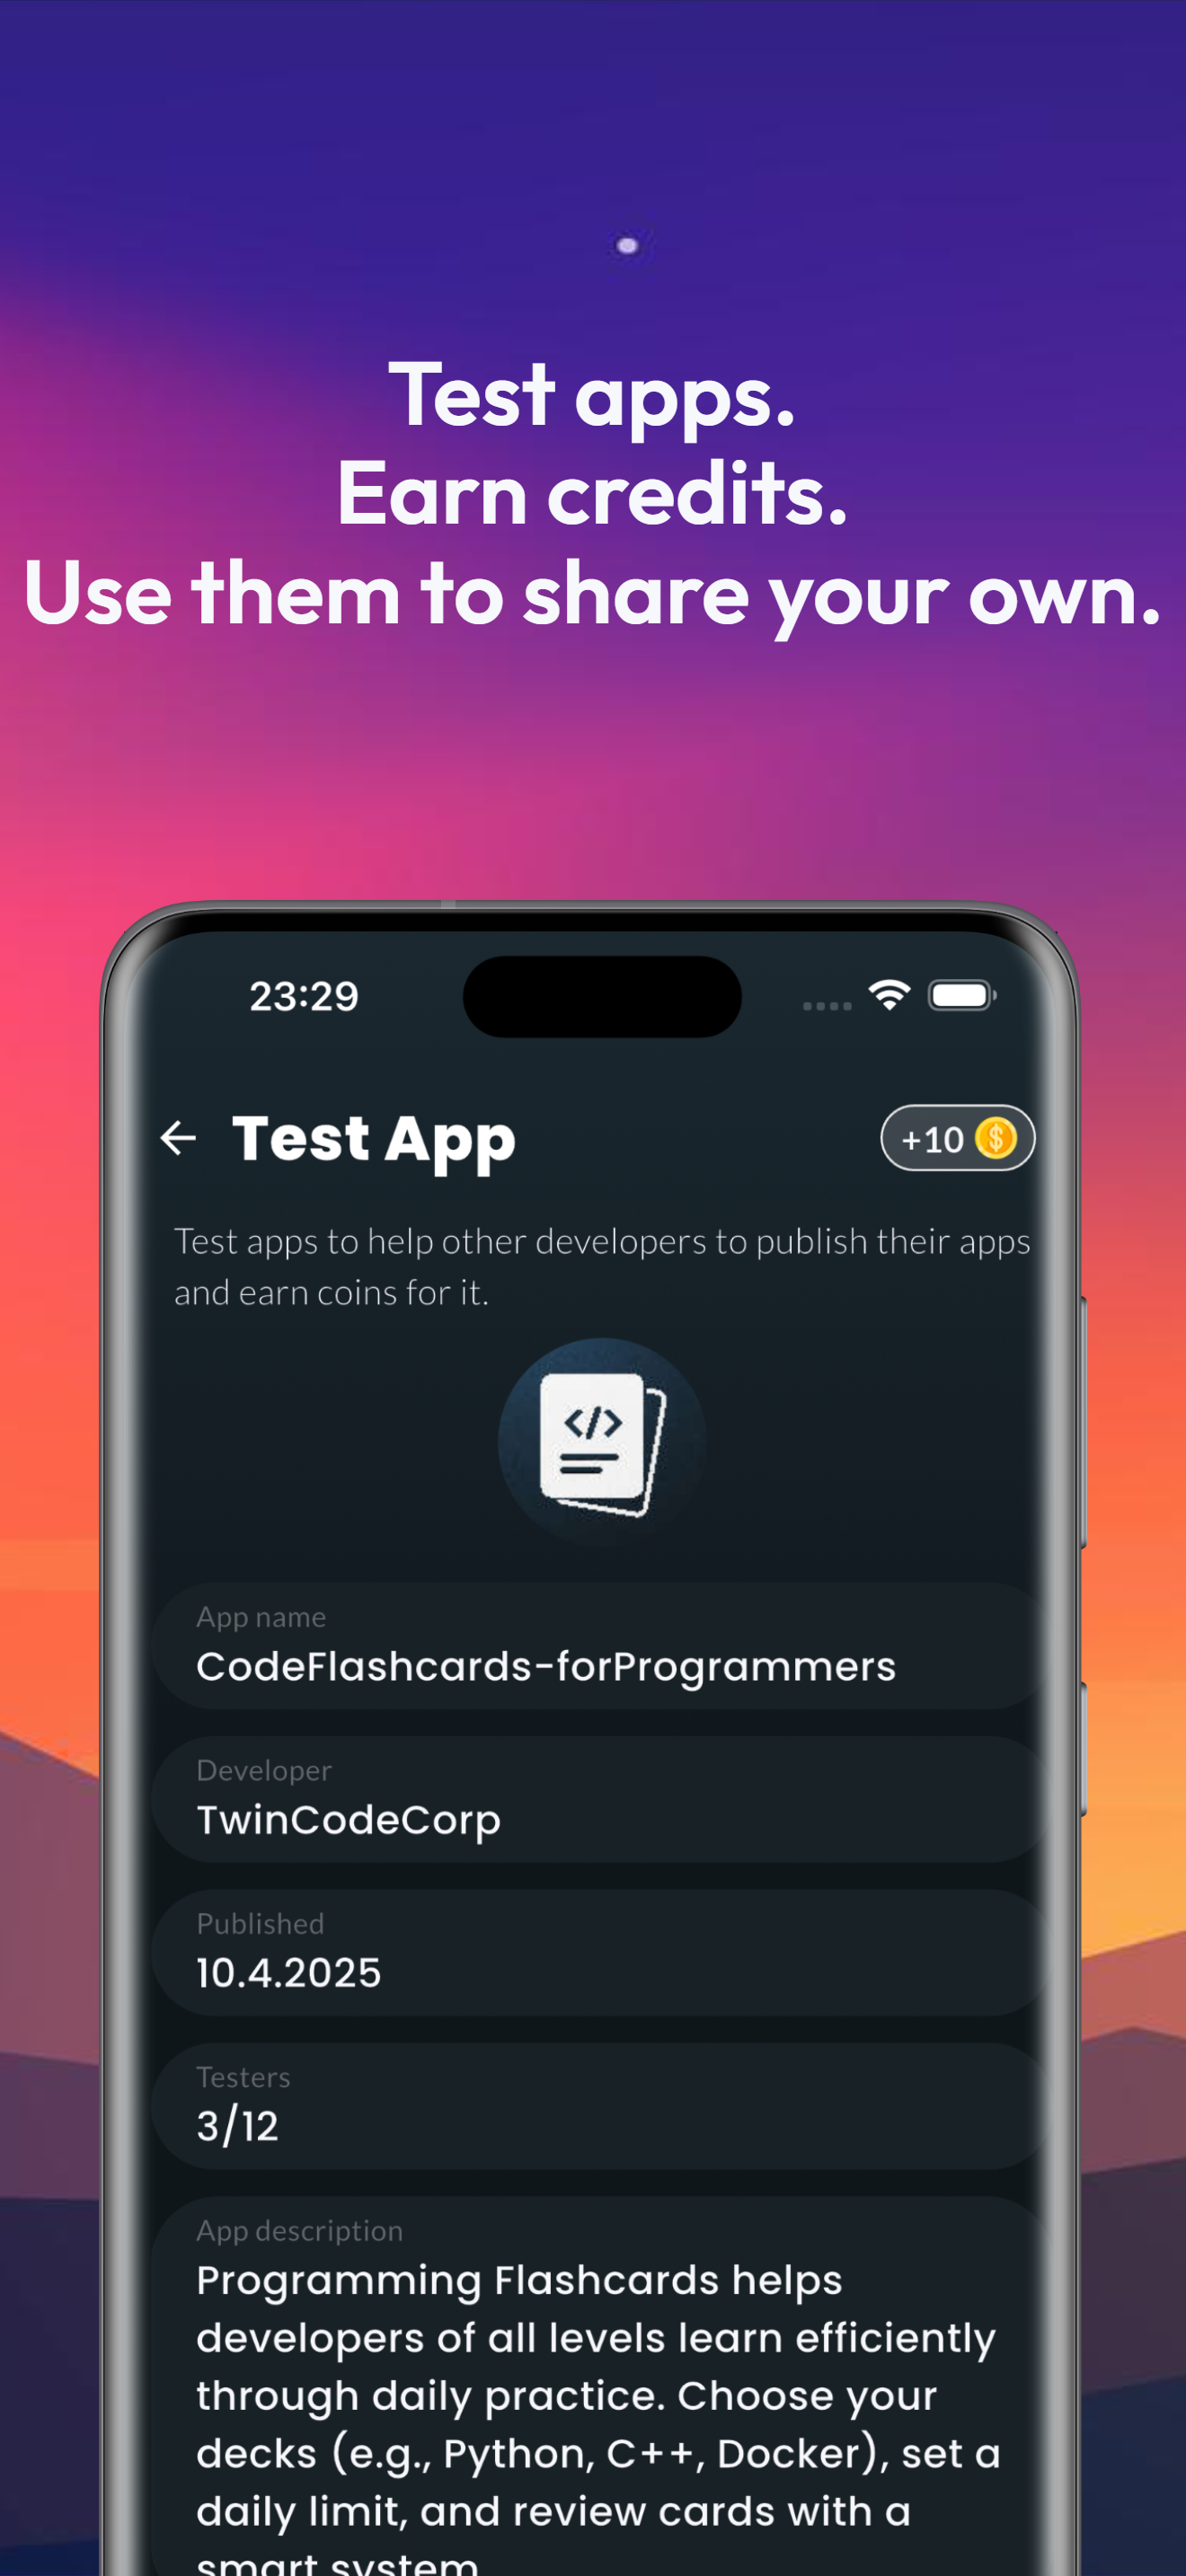 Test apps.
Earn credits.
Use them to share your own.
23:29
Test App
+10 $
Test apps to help other developers to publish their apps
and earn coins for it.
</>
App name
CodeFlashcards-forProgrammers
Developer
TwinCodeCorp
Published
10.4.2025
Testers
3/12
App description
Programming Flashcards helps
developers of all levels learn efficiently
through daily practice. Choose your
decks (e.g., Python, C++, Docker), set a
daily limit, and review cards with a
smart system